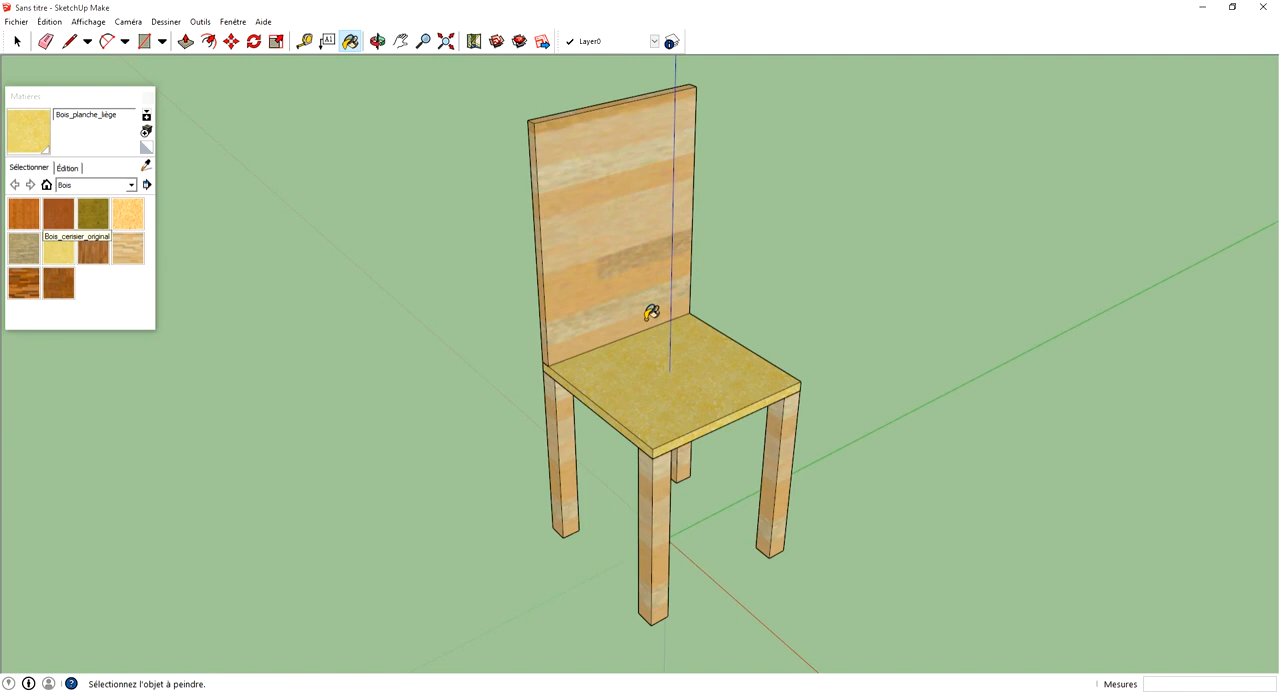 Sans titre - SketchUp Make
Fichier Édition Affichage Caméra Dessiner Outils Fenêtre Aide
A1
Layer0
Matières
Bois_planche_liège
Sélectionner Édition
Bois
Bois_cerisier_original
Sélectionnez l'objet à peindre.
Mesures